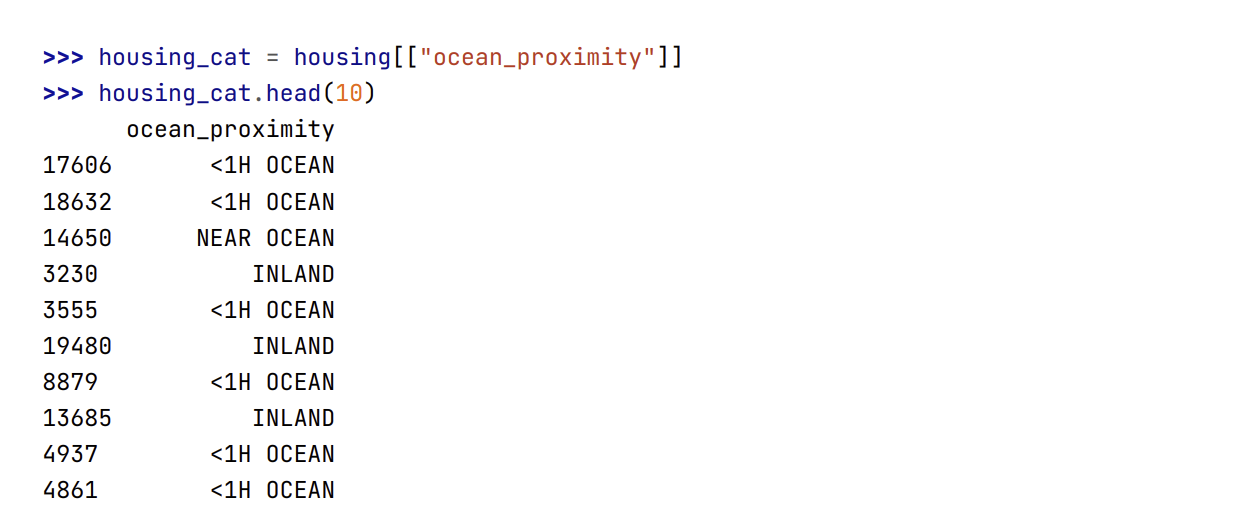 >>> housing_cat = housing[["ocean_proximity"]]
>>> housing_cat.head(10)
      ocean_proximity
17606       <1H OCEAN
18632       <1H OCEAN
14650      NEAR OCEAN
3230           INLAND
3555        <1H OCEAN
19480          INLAND
8879        <1H OCEAN
13685          INLAND
4937        <1H OCEAN
4861        <1H OCEAN